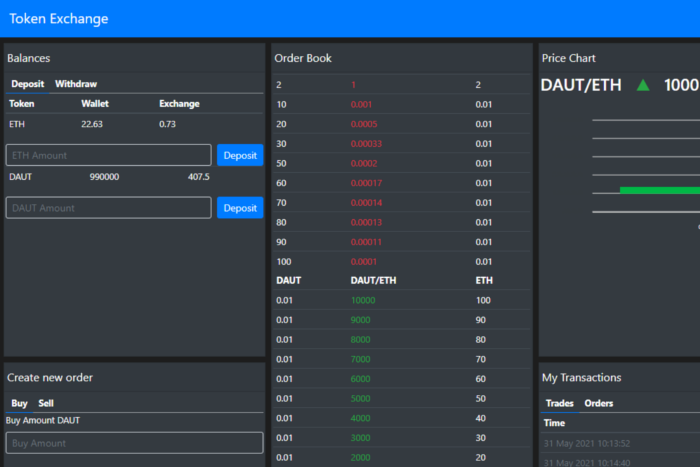 Token Exchange
Balances
Deposit Withdraw
Token Wallet Exchange
ETH 22.63 0.73
ETH Amount Deposit
DAUT 990000 407.5
DAUT Amount Deposit
Create new order
Buy Sell
Buy Amount DAUT
Buy Amount
Order Book
2 1 2
10 0.001 0.01
20 0.0005 0.01
30 0.00033 0.01
50 0.0002 0.01
60 0.00017 0.01
70 0.00014 0.01
80 0.00013 0.01
90 0.00011 0.01
100 0.0001 0.01
DAUT DAUT/ETH ETH
0.01 10000 100
0.01 9000 90
0.01 8000 80
0.01 7000 70
0.01 6000 60
0.01 5000 50
0.01 4000 40
0.01 3000 30
0.01 2000 20
Price Chart
DAUT/ETH ▲ 1000
My Transactions
Trades Orders
Time
31 May 2021 10:13:52
31 May 2021 10:14:40